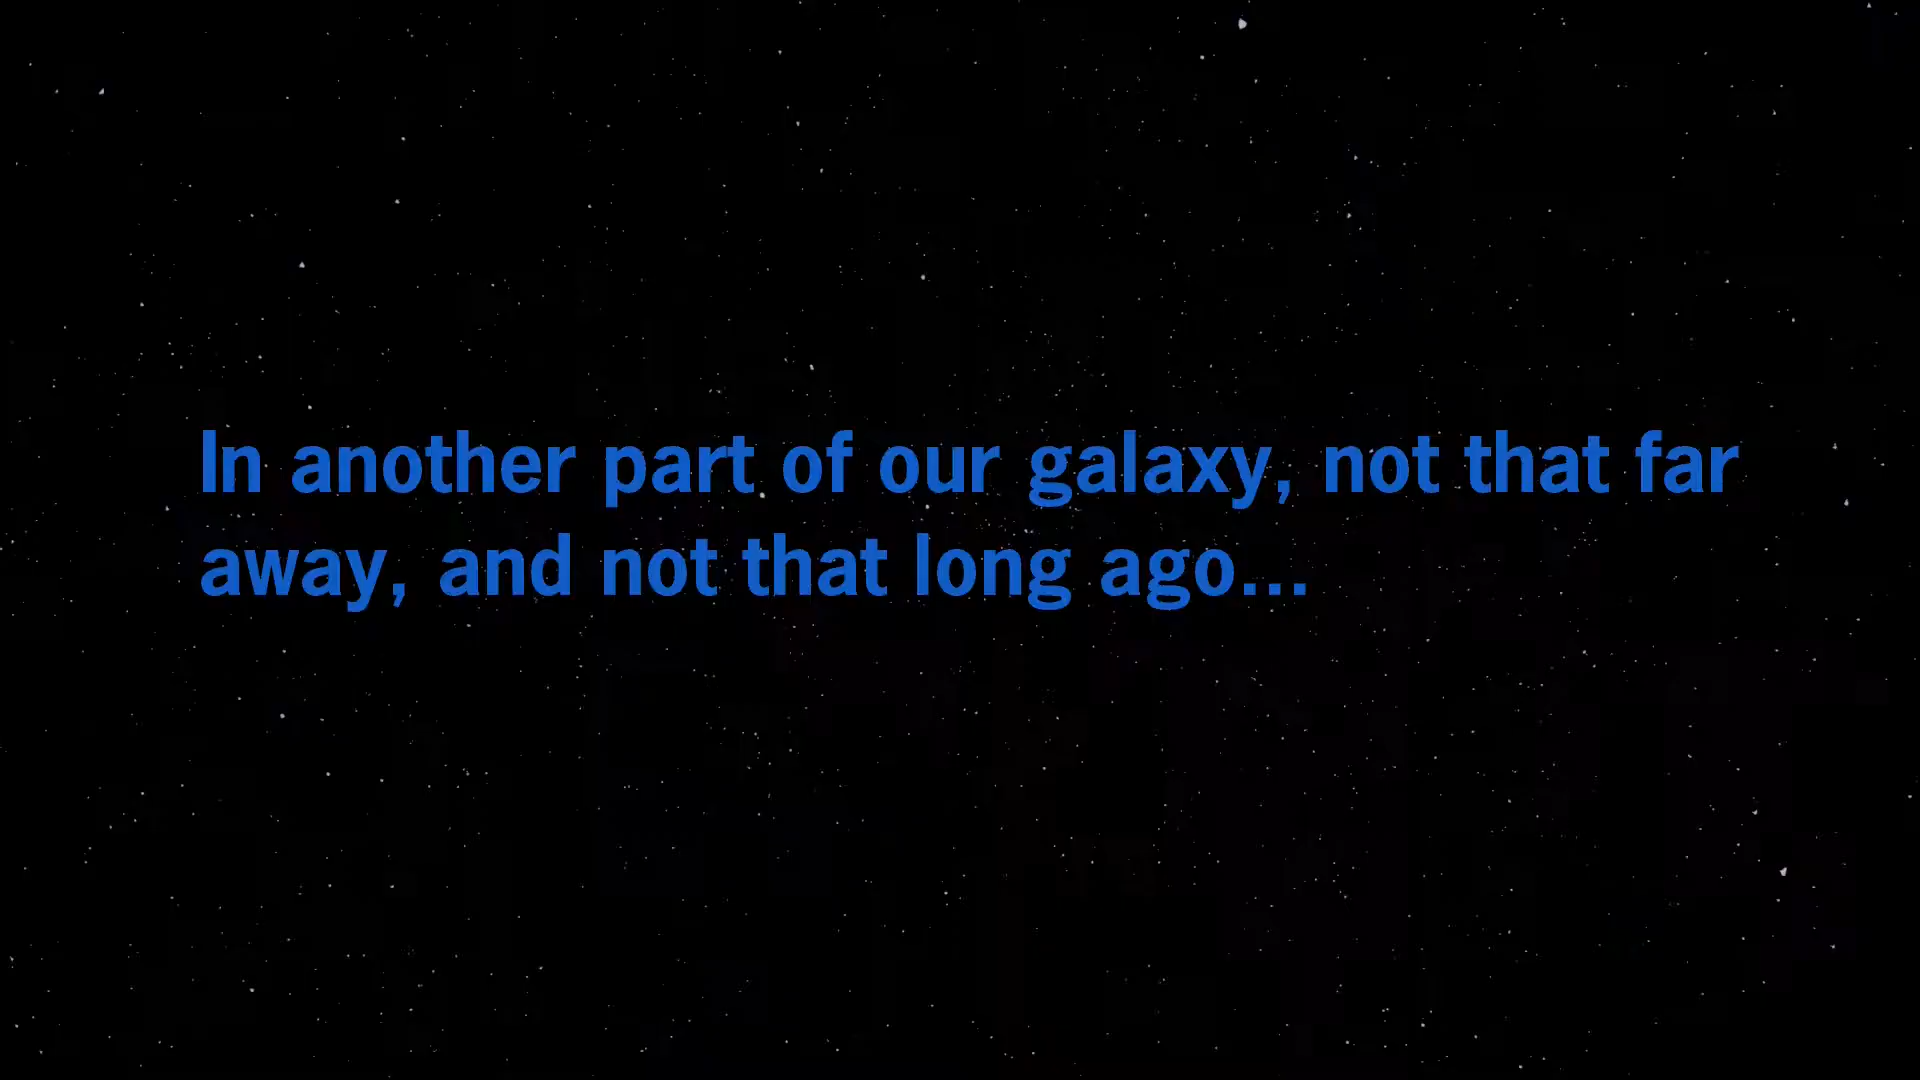 In another part of our galaxy, not that far
away, and not that long ago...